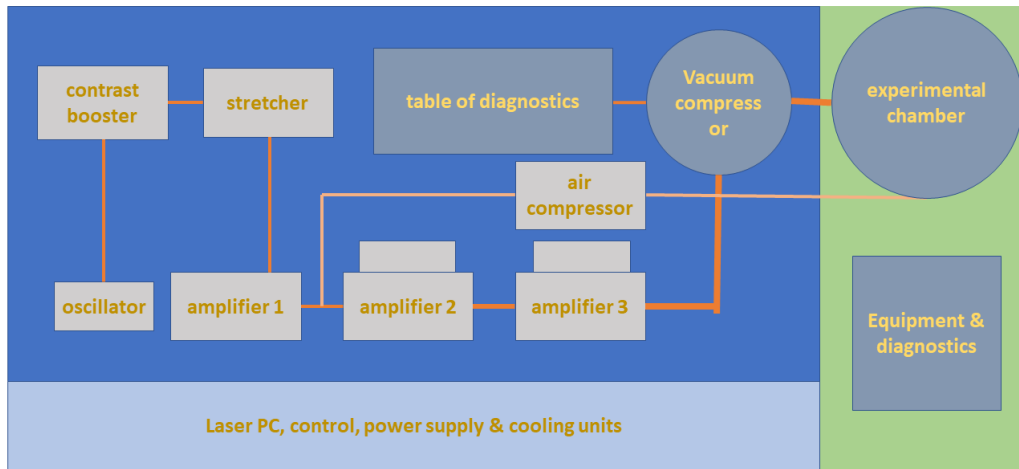 contrast
booster
stretcher
table of diagnostics
Vacuum
compress
or
experimental
chamber
air
compressor
oscillator
amplifier 1
amplifier 2
amplifier 3
Equipment &
diagnostics
Laser PC, control, power supply & cooling units